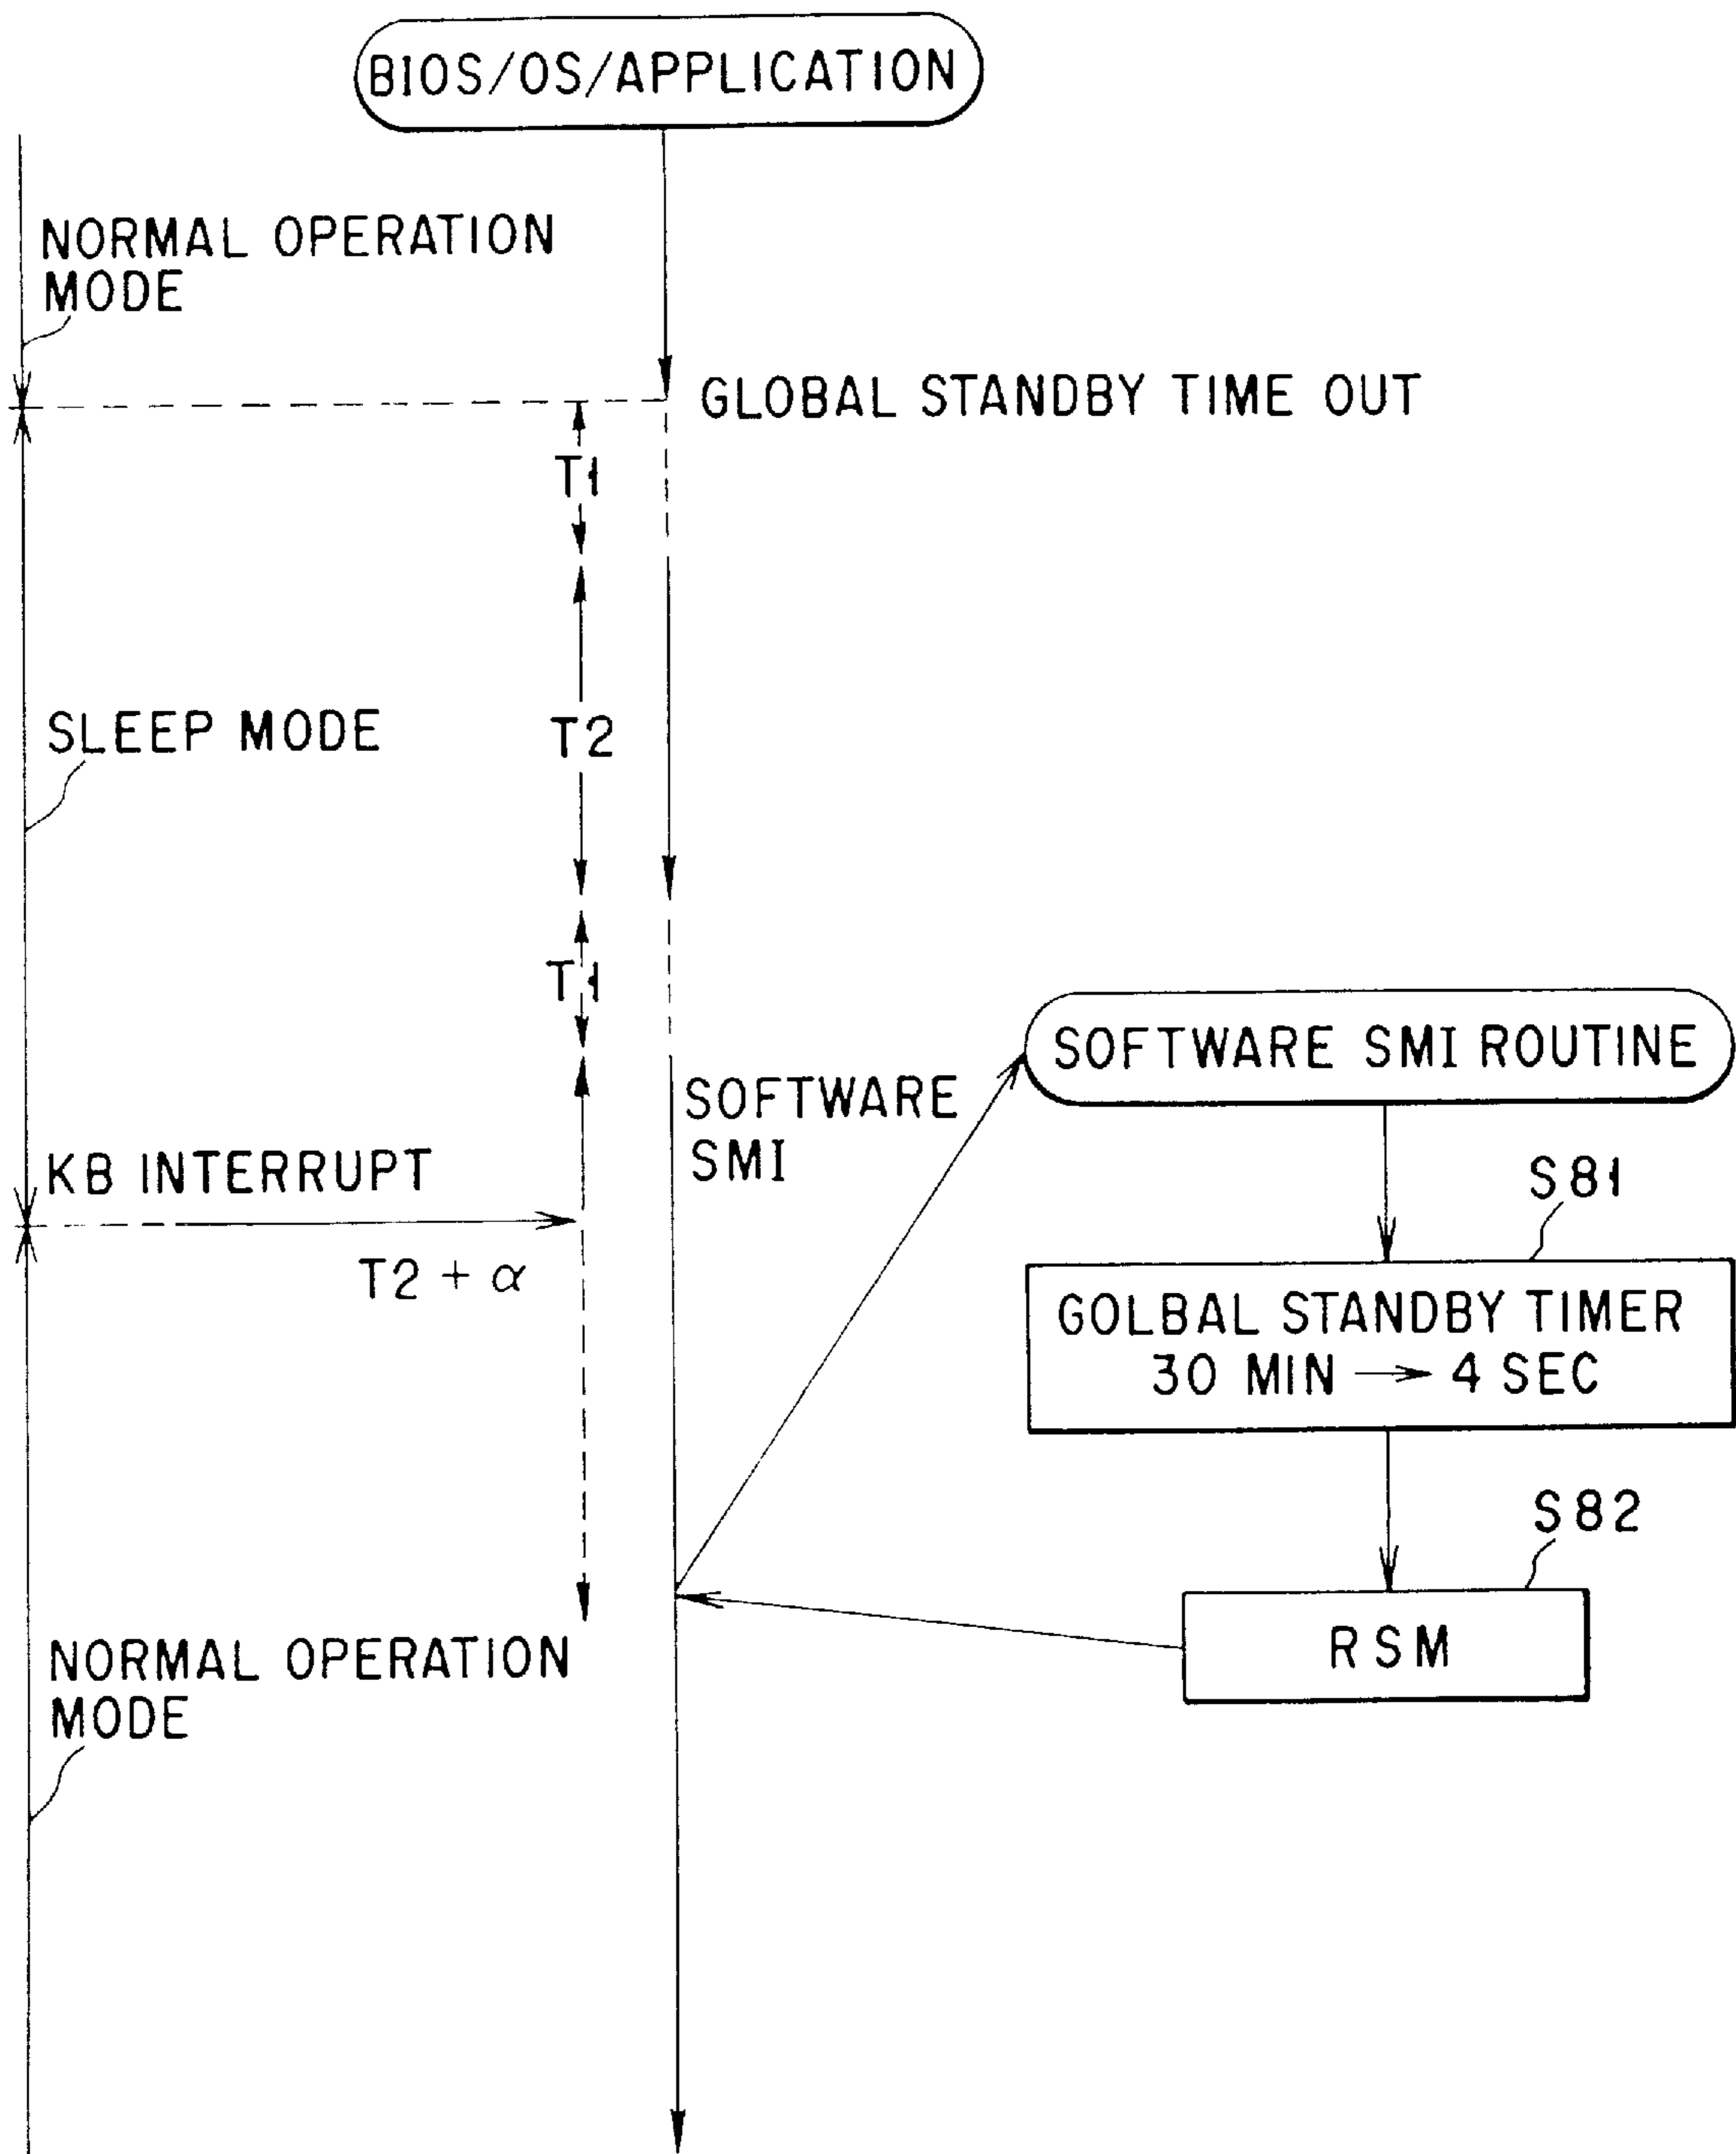 BIOS/OS/APPLICATION
NORMAL OPERATION
MODE
GLOBAL STANDBY TIME OUT
T1
SLEEP MODE
T2
T1
SOFTWARE SMI ROUTINE
SOFTWARE
SMI
KB INTERRUPT
S81
T2 + α
GOLBAL STANDBY TIMER
30 MIN → 4 SEC
S82
RSM
NORMAL OPERATION
MODE